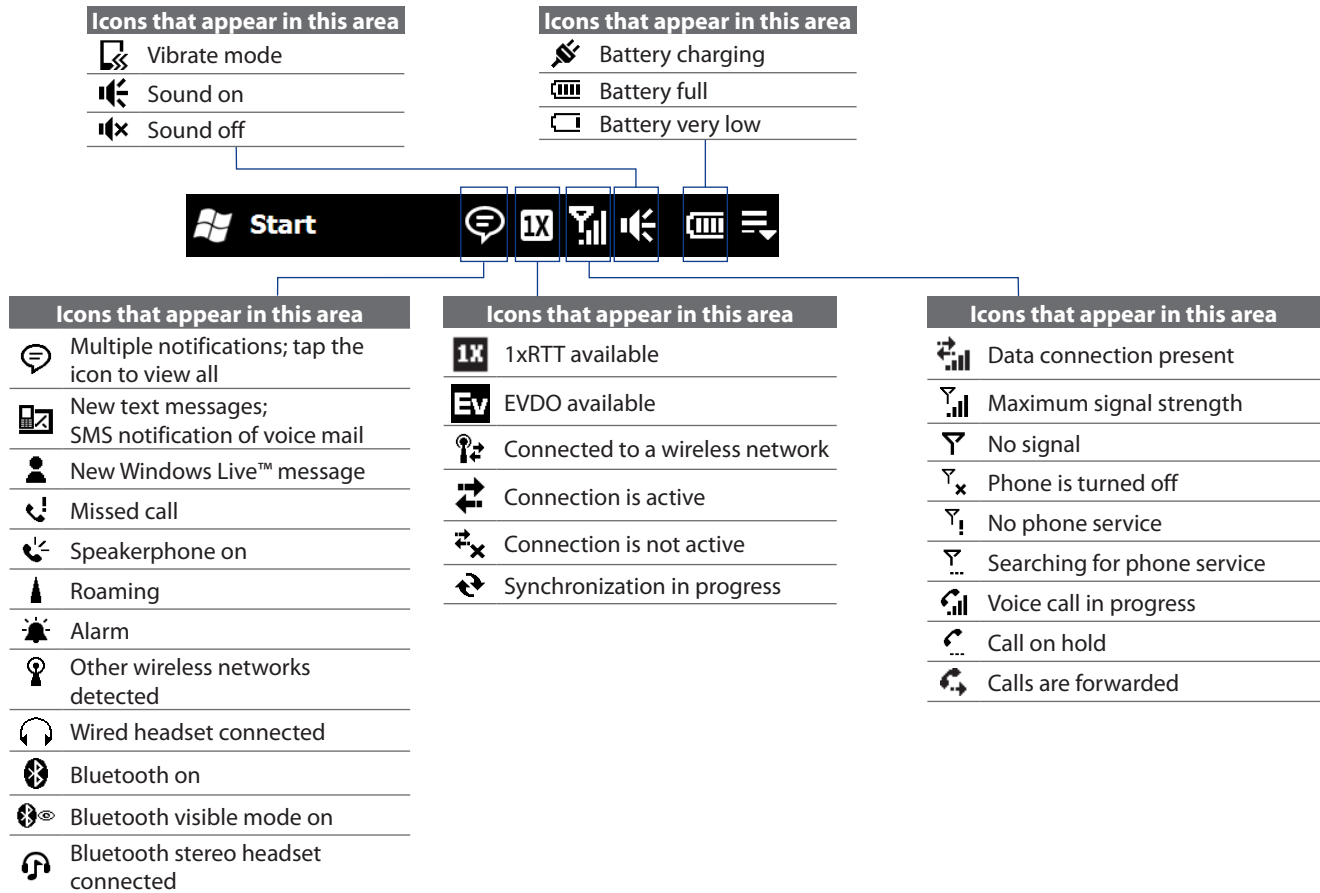 Icons that appear in this area
Vibrate mode
Sound on
Sound off
Icons that appear in this area
Battery charging
Battery full
Battery very low
Start
1X
Icons that appear in this area
Multiple notifications; tap the
icon to view all
New text messages;
SMS notification of voice mail
New Windows Live™ message
Missed call
Speakerphone on
Roaming
Alarm
Other wireless networks
detected
Wired headset connected
Bluetooth on
Bluetooth visible mode on
Bluetooth stereo headset
connected
Icons that appear in this area
1X 1xRTT available
Ev EVDO available
Connected to a wireless network
Connection is active
Connection is not active
Synchronization in progress
Icons that appear in this area
Data connection present
Maximum signal strength
No signal
Phone is turned off
No phone service
Searching for phone service
Voice call in progress
Call on hold
Calls are forwarded